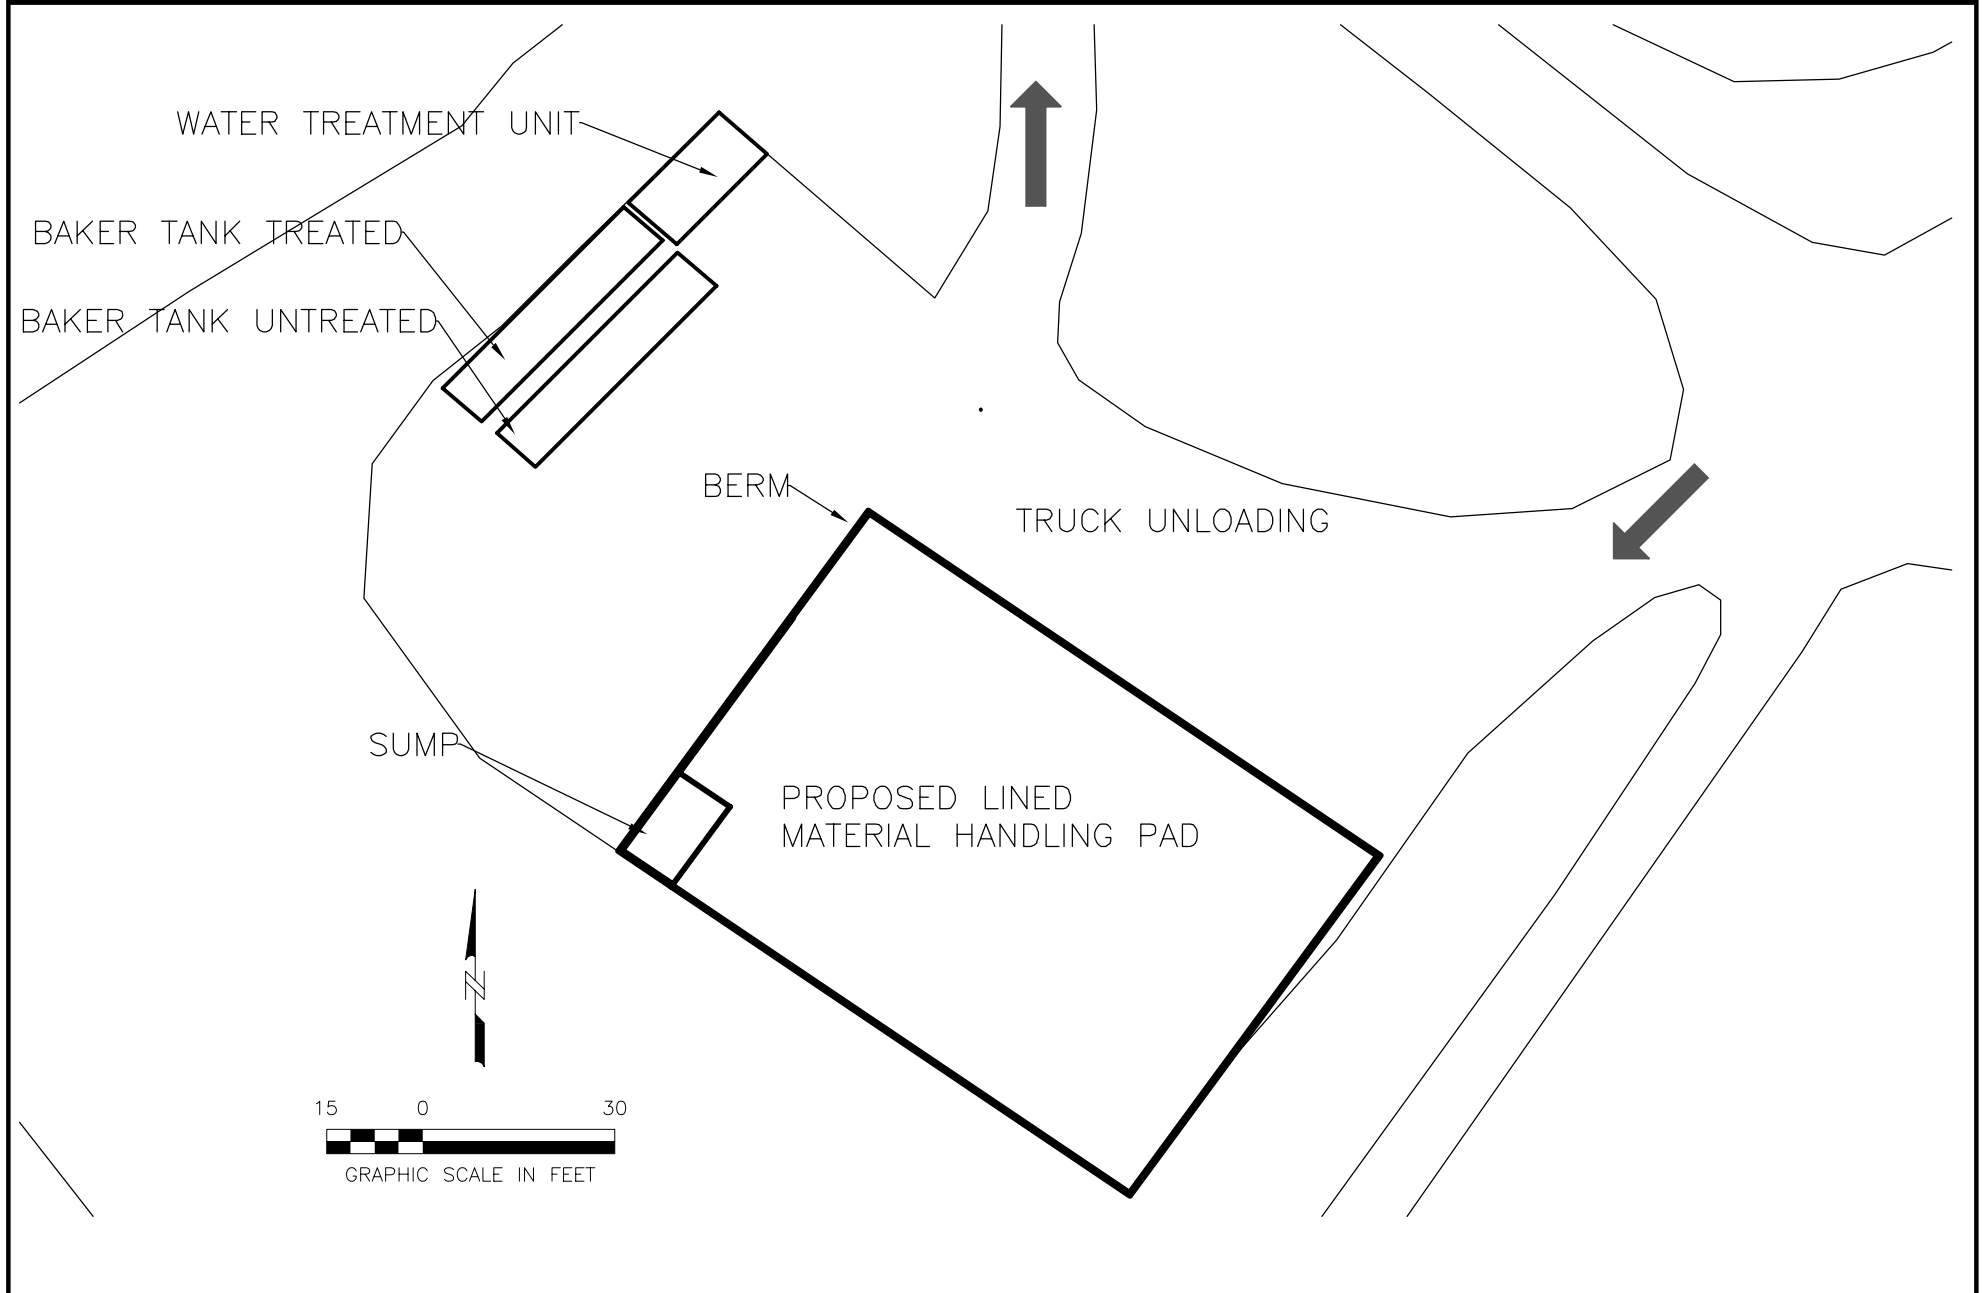 WATER TREATMENT UNIT
BAKER TANK TREATED
BAKER TANK UNTREATED
BERM
TRUCK UNLOADING
SUMP
PROPOSED LINED
MATERIAL HANDLING PAD
N
15 0 30
GRAPHIC SCALE IN FEET